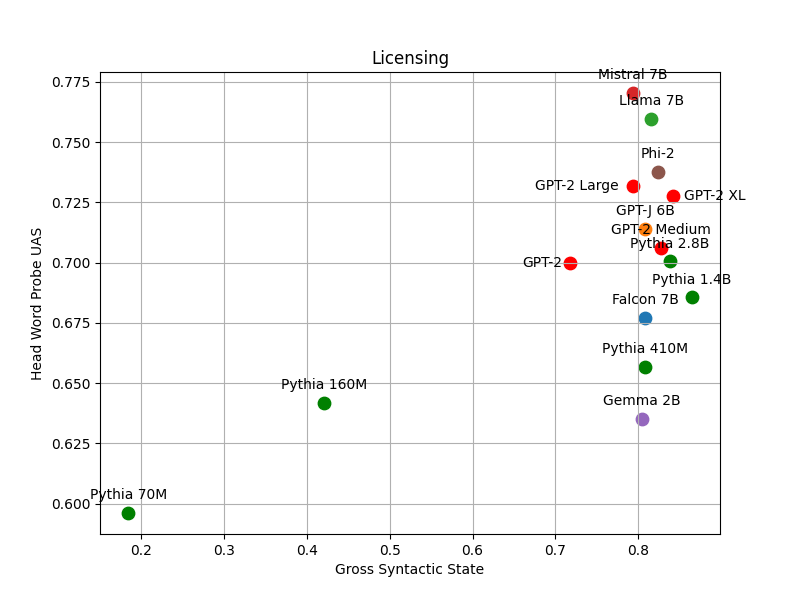 Licensing
Mistral 7B
0.775
Llama 7B
0.750
Phi-2
GPT-2 Large
0.725
GPT-2 XL
GPT-J 6B
GPT-2 Medium
Pythia 2.8B
0.700
GPT-2
Pythia 1.4B
Falcon 7B
0.675
Pythia 410M
0.650
Pythia 160M
Gemma 2B
0.625
0.600
Pythia 70M
Head Word Probe UAS
0.2 0.3 0.4 0.5 0.6 0.7 0.8
Gross Syntactic State